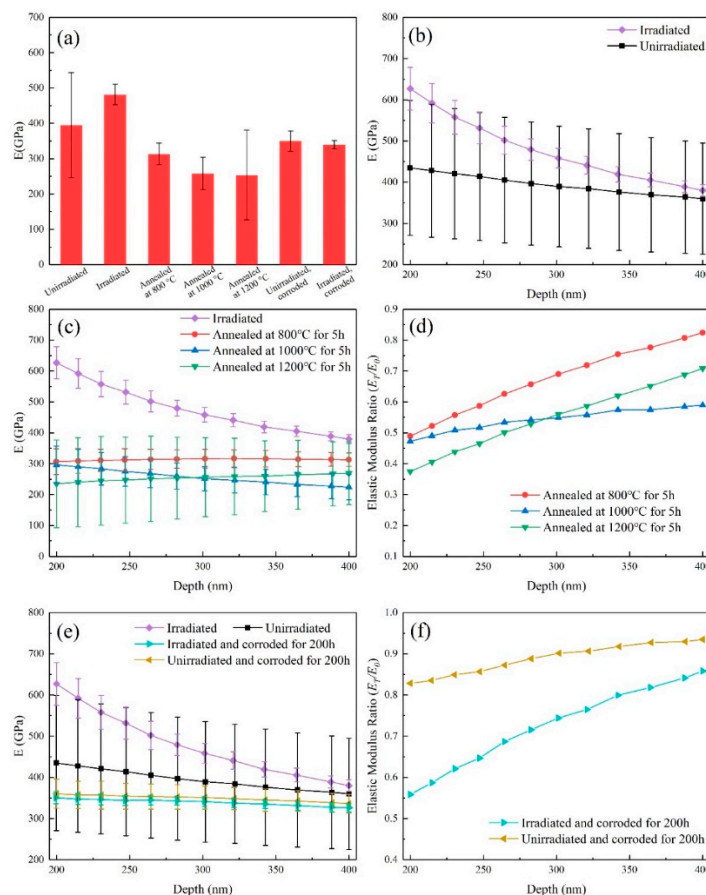 (a)
E (GPa)
700
600
500
400
300
200
100
0
Unirradiated
Irradiated
Annealed at 800 °C
Annealed at 1000 °C
Annealed at 1200 °C
Unirradiated, corroded
Irradiated, corroded
(b)
Irradiated
Unirradiated
E (GPa)
800
700
600
500
400
300
200
200
250
300
350
400
Depth (nm)
(c)
Irradiated
Annealed at 800°C for 5h
Annealed at 1000°C for 5h
Annealed at 1200°C for 5h
E (GPa)
800
700
600
500
400
300
200
100
0
200
250
300
350
400
Depth (nm)
(d)
Elastic Modulus Ratio (ET/E0)
0.9
0.8
0.7
0.6
0.5
0.4
0.3
0.2
0.1
Annealed at 800°C for 5h
Annealed at 1000°C for 5h
Annealed at 1200°C for 5h
200
250
300
350
400
Depth (nm)
(e)
Irradiated
Unirradiated
Irradiated and corroded for 200h
Unirradiated and corroded for 200h
E (GPa)
800
700
600
500
400
300
200
200
250
300
350
400
Depth (nm)
(f)
Elastic Modulus Ratio (ET/E0)
1.0
0.9
0.8
0.7
0.6
0.5
0.4
Irradiated and corroded for 200h
Unirradiated and corroded for 200h
200
250
300
350
400
Depth (nm)